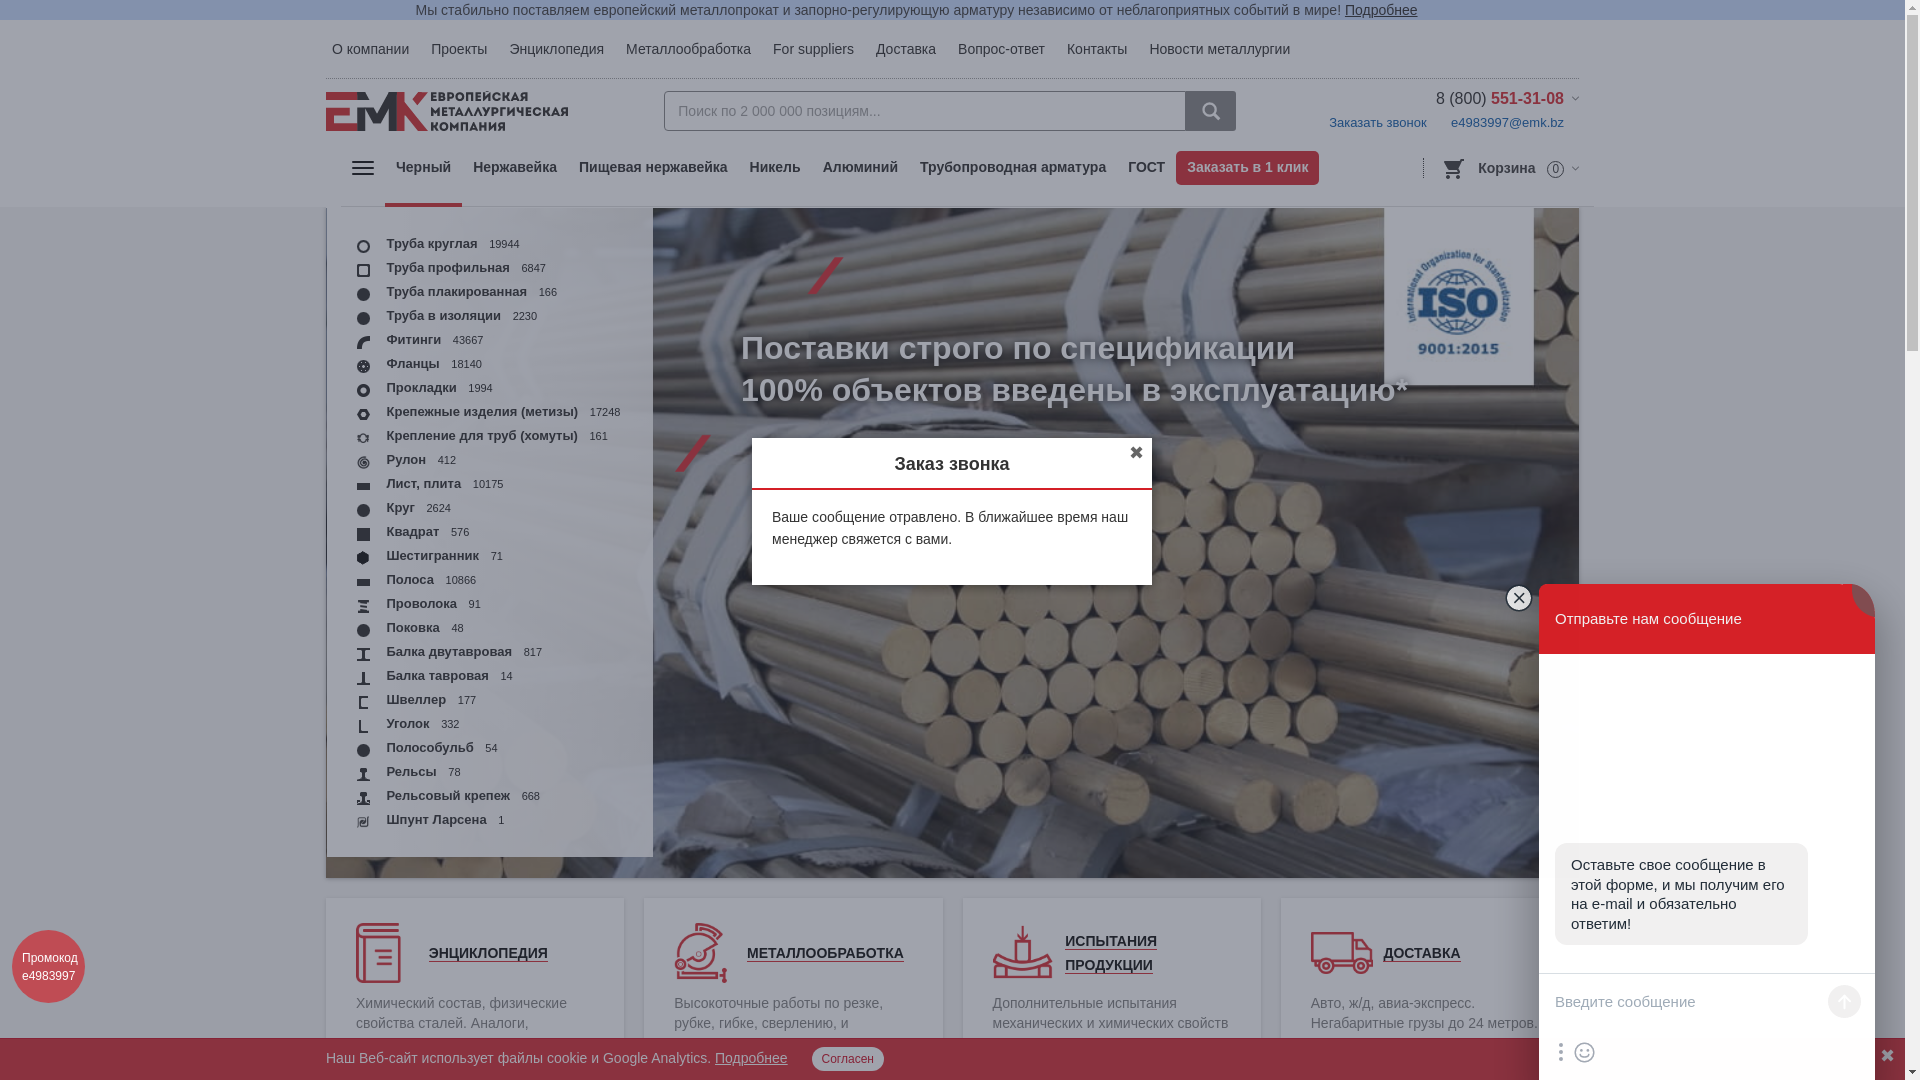 Мы стабильно поставляем европейский металлопрокат и запорно-регулирующую арматуру независимо от неблагоприятных событий в мире! Подробнее
О компании Проекты Энциклопедия Металлообработка For suppliers Доставка Вопрос-ответ Контакты Новости металлургии
ЕМК ЕВРОПЕЙСКАЯ
МЕТАЛЛУРГИЧЕСКАЯ
КОМПАНИЯ
Поиск по 2 000 000 позициям...
8 (800) 551-31-08
Заказать звонок e4983997@emk.bz
Черный Нержавейка Пищевая нержавейка Никель Алюминий Трубопроводная арматура ГОСТ Заказать в 1 клик
Корзина 0
Труба круглая 19944
Труба профильная 6847
Труба плакированная 166
Труба в изоляции 2230
Фитинги 43667
Фланцы 18140
Прокладки 1994
Крепежные изделия (метизы) 17248
Крепление для труб (хомуты) 161
Рулон 412
Лист, плита 10175
Круг 2624
Квадрат 576
Шестигранник 71
Полоса 10866
Проволока 91
Поковка 48
Балка двутавровая 817
Балка тавровая 14
Швеллер 177
Уголок 332
Полособульб 54
Рельсы 78
Рельсовый крепеж 668
Шпунт Ларсена 1
International Organization for Standardization
ISO
9001:2015
Поставки строго по спецификации
100% объектов введены в эксплуатацию*
Заказ звонка
Ваше сообщение отравлено. В ближайшее время наш
менеджер свяжется с вами.
Отправьте нам сообщение
Оставьте свое сообщение в
этой форме, и мы получим его
на e-mail и обязательно
ответим!
Введите сообщение
Промокод
e4983997
ЭНЦИКЛОПЕДИЯ
Химический состав, физические
свойства сталей. Аналоги,
МЕТАЛЛООБРАБОТКА
Высокоточные работы по резке,
рубке, гибке, сверлению, и
ИСПЫТАНИЯ
ПРОДУКЦИИ
Дополнительные испытания
механических и химических свойств
ДОСТАВКА
Авто, ж/д, авиа-экспресс.
Негабаритные грузы до 24 метров.
Наш Веб-сайт использует файлы cookie и Google Analytics. Подробнее Согласен